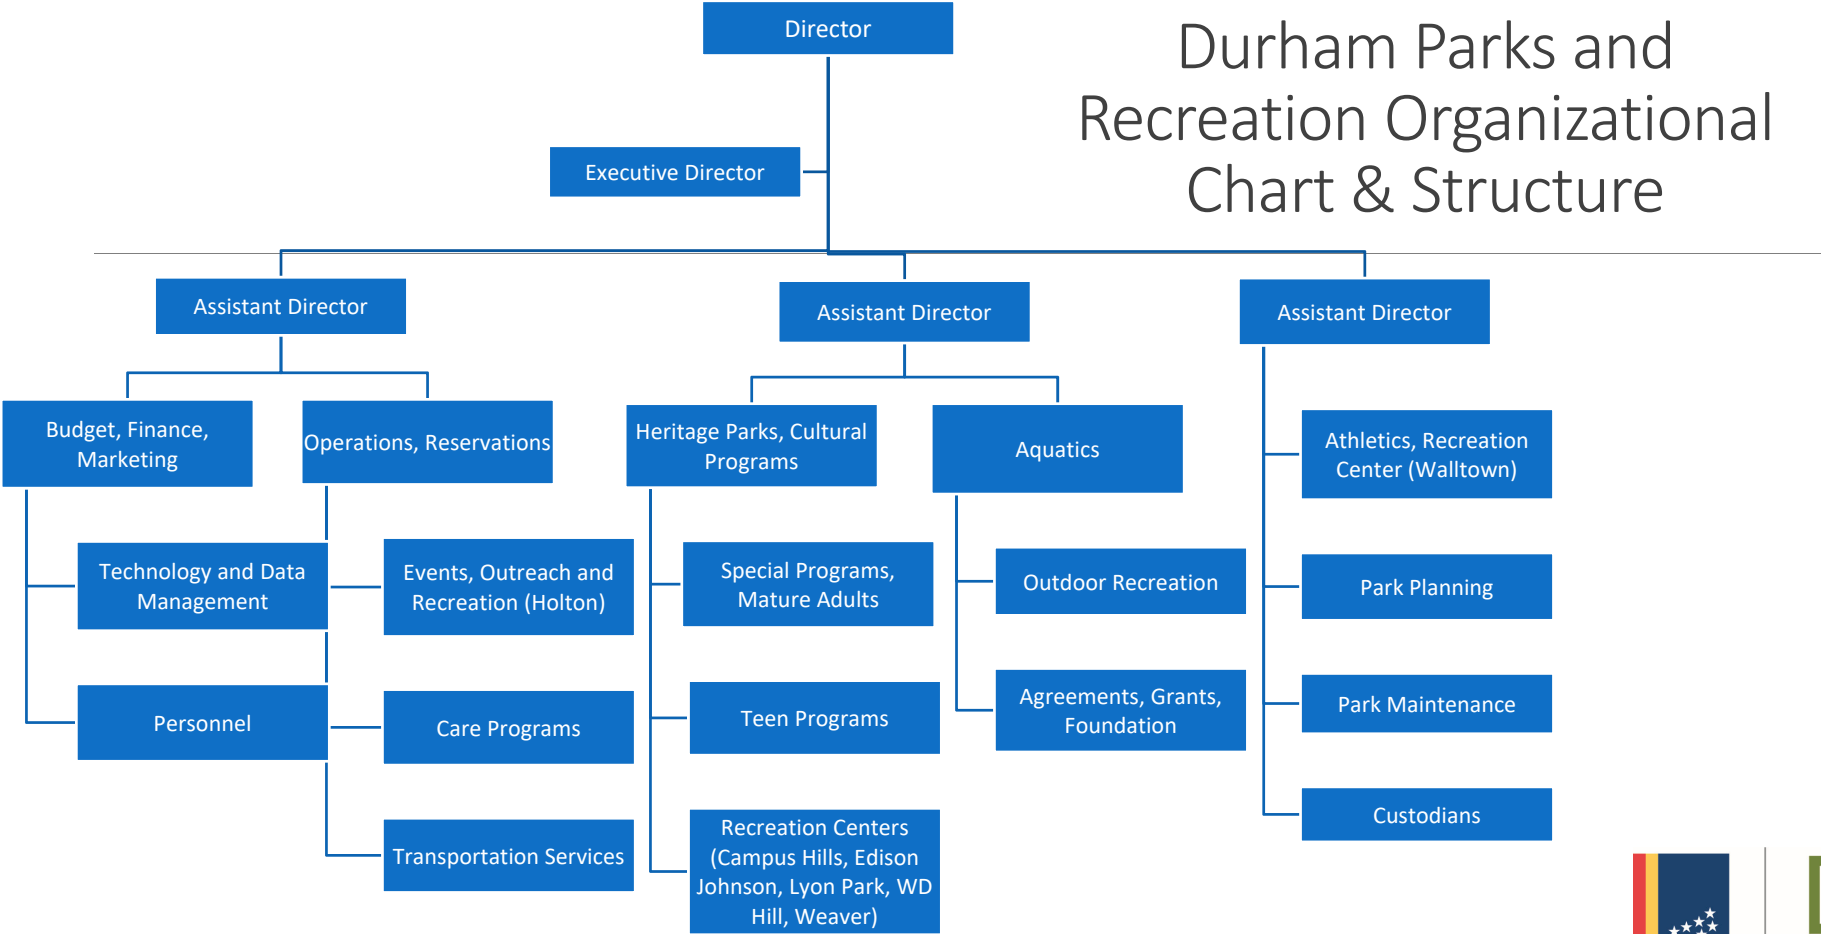 Durham Parks and
Recreation Organizational
Chart & Structure
Director
Executive Director
Assistant Director
Assistant Director
Assistant Director
Budget, Finance,
Marketing
Operations, Reservations
Heritage Parks, Cultural
Programs
Aquatics
Athletics, Recreation
Center (Walltown)
Technology and Data
Management
Events, Outreach and
Recreation (Holton)
Special Programs,
Mature Adults
Outdoor Recreation
Park Planning
Personnel
Care Programs
Teen Programs
Agreements, Grants,
Foundation
Park Maintenance
Transportation Services
Recreation Centers
(Campus Hills, Edison
Johnson, Lyon Park, WD
Hill, Weaver)
Custodians